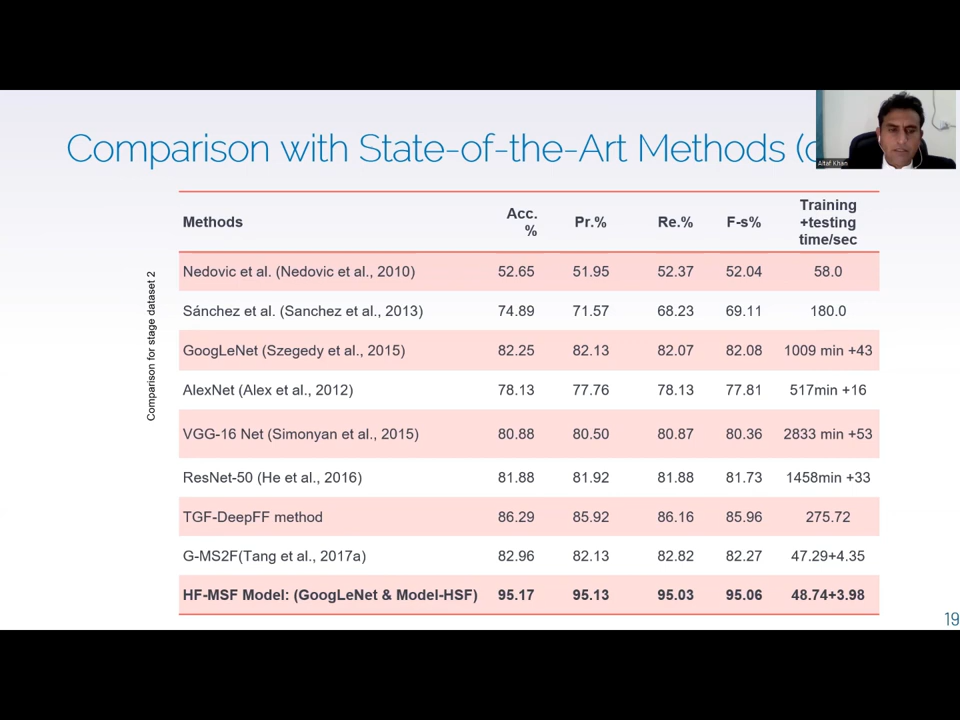 Comparison with State-of-the-Art Methods (
Altaf Khan
Methods Acc. % Pr.% Re.% F-s% Training +testing time/sec
Comparison for stage dataset 2
Nedovic et al. (Nedovic et al., 2010) 52.65 51.95 52.37 52.04 58.0
Sánchez et al. (Sanchez et al., 2013) 74.89 71.57 68.23 69.11 180.0
GoogLeNet (Szegedy et al., 2015) 82.25 82.13 82.07 82.08 1009 min +43
AlexNet (Alex et al., 2012) 78.13 77.76 78.13 77.81 517min +16
VGG-16 Net (Simonyan et al., 2015) 80.88 80.50 80.87 80.36 2833 min +53
ResNet-50 (He et al., 2016) 81.88 81.92 81.88 81.73 1458min +33
TGF-DeepFF method 86.29 85.92 86.16 85.96 275.72
G-MS2F(Tang et al., 2017a) 82.96 82.13 82.82 82.27 47.29+4.35
HF-MSF Model: (GoogLeNet & Model-HSF) 95.17 95.13 95.03 95.06 48.74+3.98
19